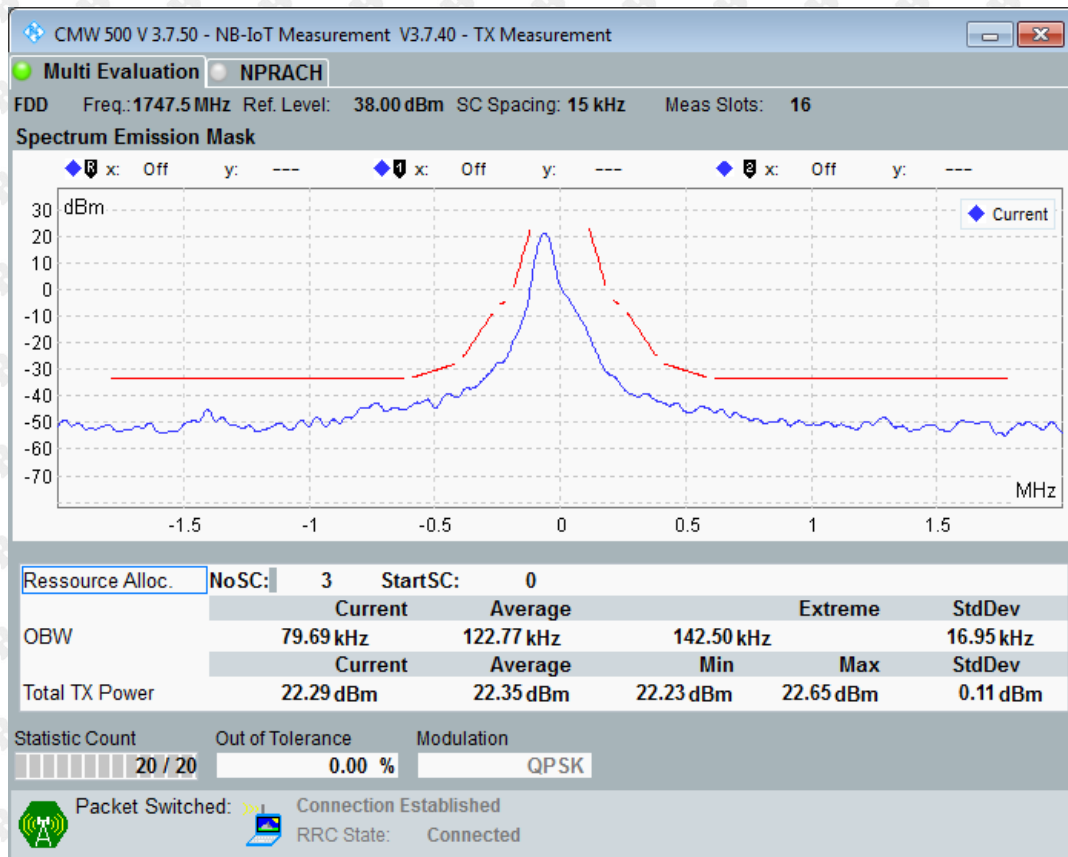 CMW 500 V 3.7.50 - NB-IoT Measurement V3.7.40 - TX Measurement
Multi Evaluation NPRACH
FDD Freq.: 1747.5 MHz Ref. Level: 38.00 dBm SC Spacing: 15 kHz Meas Slots: 16
Spectrum Emission Mask
R x: Off y: --- 1 x: Off y: --- 2 x: Off y: ---
dBm
Current
30
20
10
0
-10
-20
-30
-40
-50
-60
-70
MHz
-1.5 -1 -0.5 0 0.5 1 1.5
Ressource Alloc. NoSC: 3 StartSC: 0
Current Average Extreme StdDev
OBW 79.69 kHz 122.77 kHz 142.50 kHz 16.95 kHz
Current Average Min Max StdDev
Total TX Power 22.29 dBm 22.35 dBm 22.23 dBm 22.65 dBm 0.11 dBm
Statistic Count Out of Tolerance Modulation
20 / 20 0.00 % QPSK
Packet Switched: Connection Established
RRC State: Connected